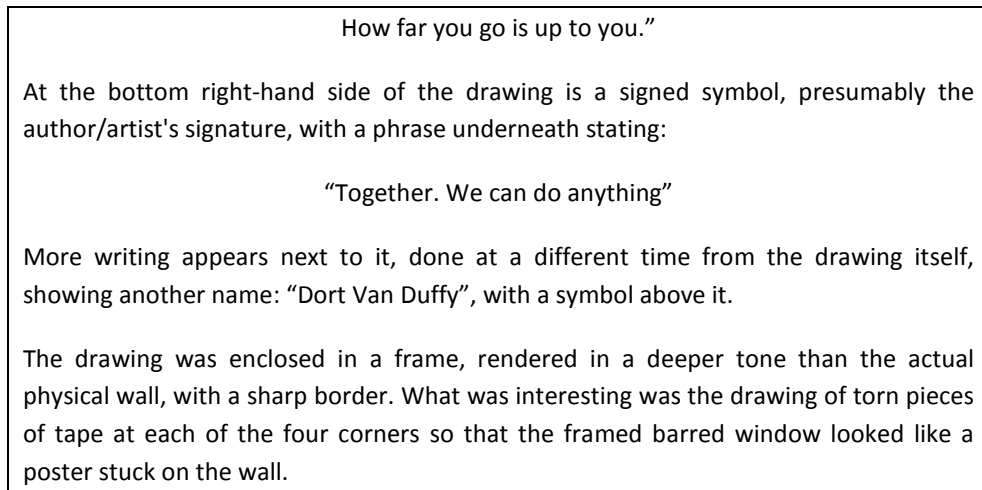 How far you go is up to you.”
At the bottom right-hand side of the drawing is a signed symbol, presumably the
author/artist's signature, with a phrase underneath stating:
“Together. We can do anything”
More writing appears next to it, done at a different time from the drawing itself,
showing another name: “Dort Van Duffy”, with a symbol above it.
The drawing was enclosed in a frame, rendered in a deeper tone than the actual
physical wall, with a sharp border. What was interesting was the drawing of torn pieces
of tape at each of the four corners so that the framed barred window looked like a
poster stuck on the wall.